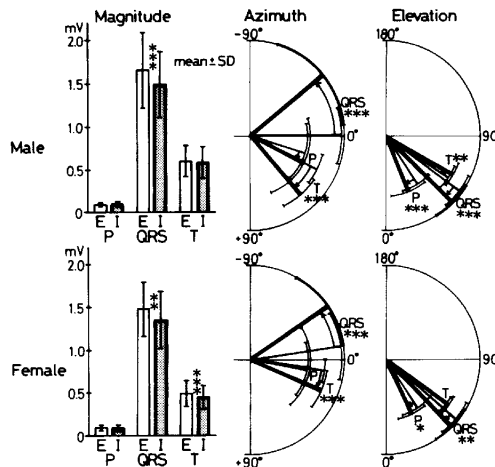 Magnitude Azimuth Elevation
mV
2.0
1.5
1.0
0.5
0
***
mean±SD
E I E I E I
P QRS T
Male
-90°
0°
+90°
QRS
***
P
T
***
180°
90°
0°
T**
P
***
QRS
***
mV
2.0
1.5
1.0
0.5
0
**
***
E I E I E I
P QRS T
Female
-90°
0°
+90°
QRS
***
P
T
***
180°
90°
0°
T
P
*
QRS
**